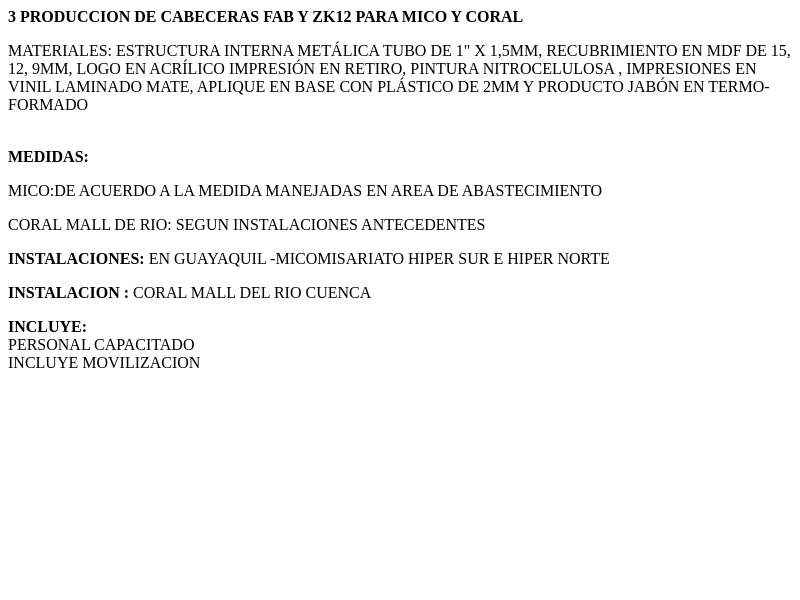 3 PRODUCCION DE CABECERAS FAB Y ZK12 PARA MICO Y CORAL
MATERIALES: ESTRUCTURA INTERNA METÁLICA TUBO DE 1" X 1,5MM, RECUBRIMIENTO EN MDF DE 15,
12, 9MM, LOGO EN ACRÍLICO IMPRESIÓN EN RETIRO, PINTURA NITROCELULOSA , IMPRESIONES EN
VINIL LAMINADO MATE, APLIQUE EN BASE CON PLÁSTICO DE 2MM Y PRODUCTO JABÓN EN TERMO-
FORMADO
MEDIDAS:
MICO:DE ACUERDO A LA MEDIDA MANEJADAS EN AREA DE ABASTECIMIENTO
CORAL MALL DE RIO: SEGUN INSTALACIONES ANTECEDENTES
INSTALACIONES: EN GUAYAQUIL -MICOMISARIATO HIPER SUR E HIPER NORTE
INSTALACION : CORAL MALL DEL RIO CUENCA
INCLUYE:
PERSONAL CAPACITADO
INCLUYE MOVILIZACION